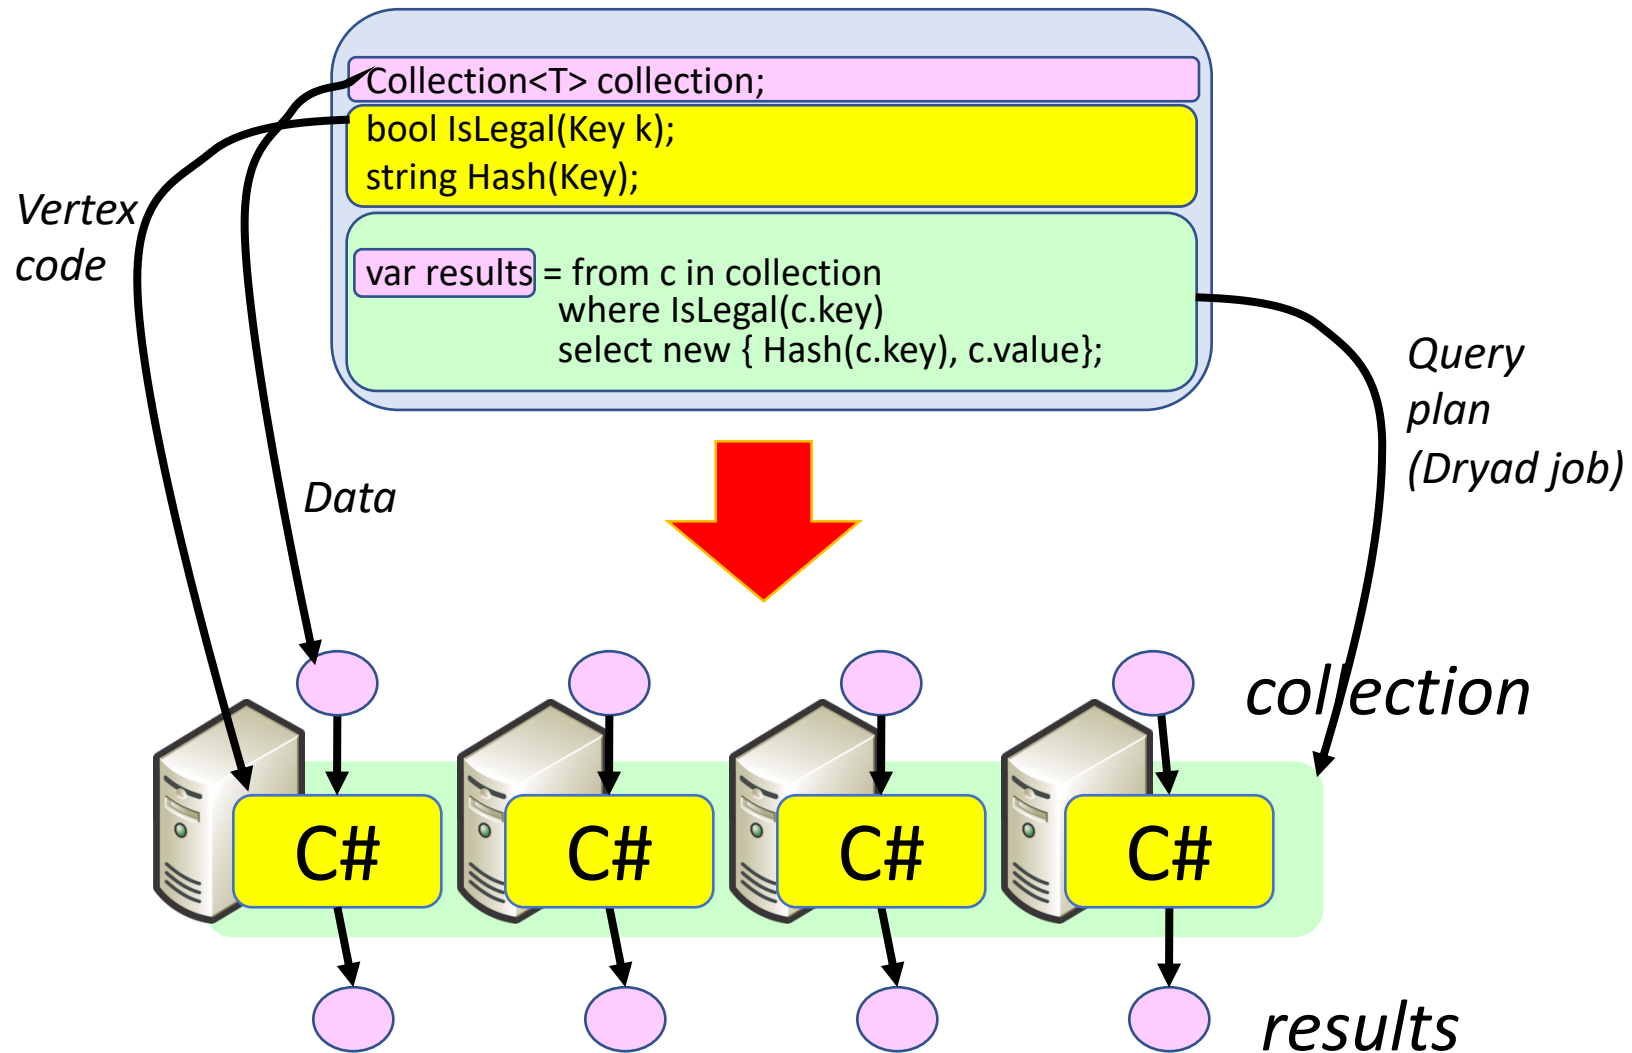 Collection<T> collection;
bool IsLegal(Key k);
string Hash(Key);
var results = from c in collection
where IsLegal(c.key)
select new { Hash(c.key), c.value};
Vertex
code
Data
Query
plan
(Dryad job)
collection
C# C# C# C#
results